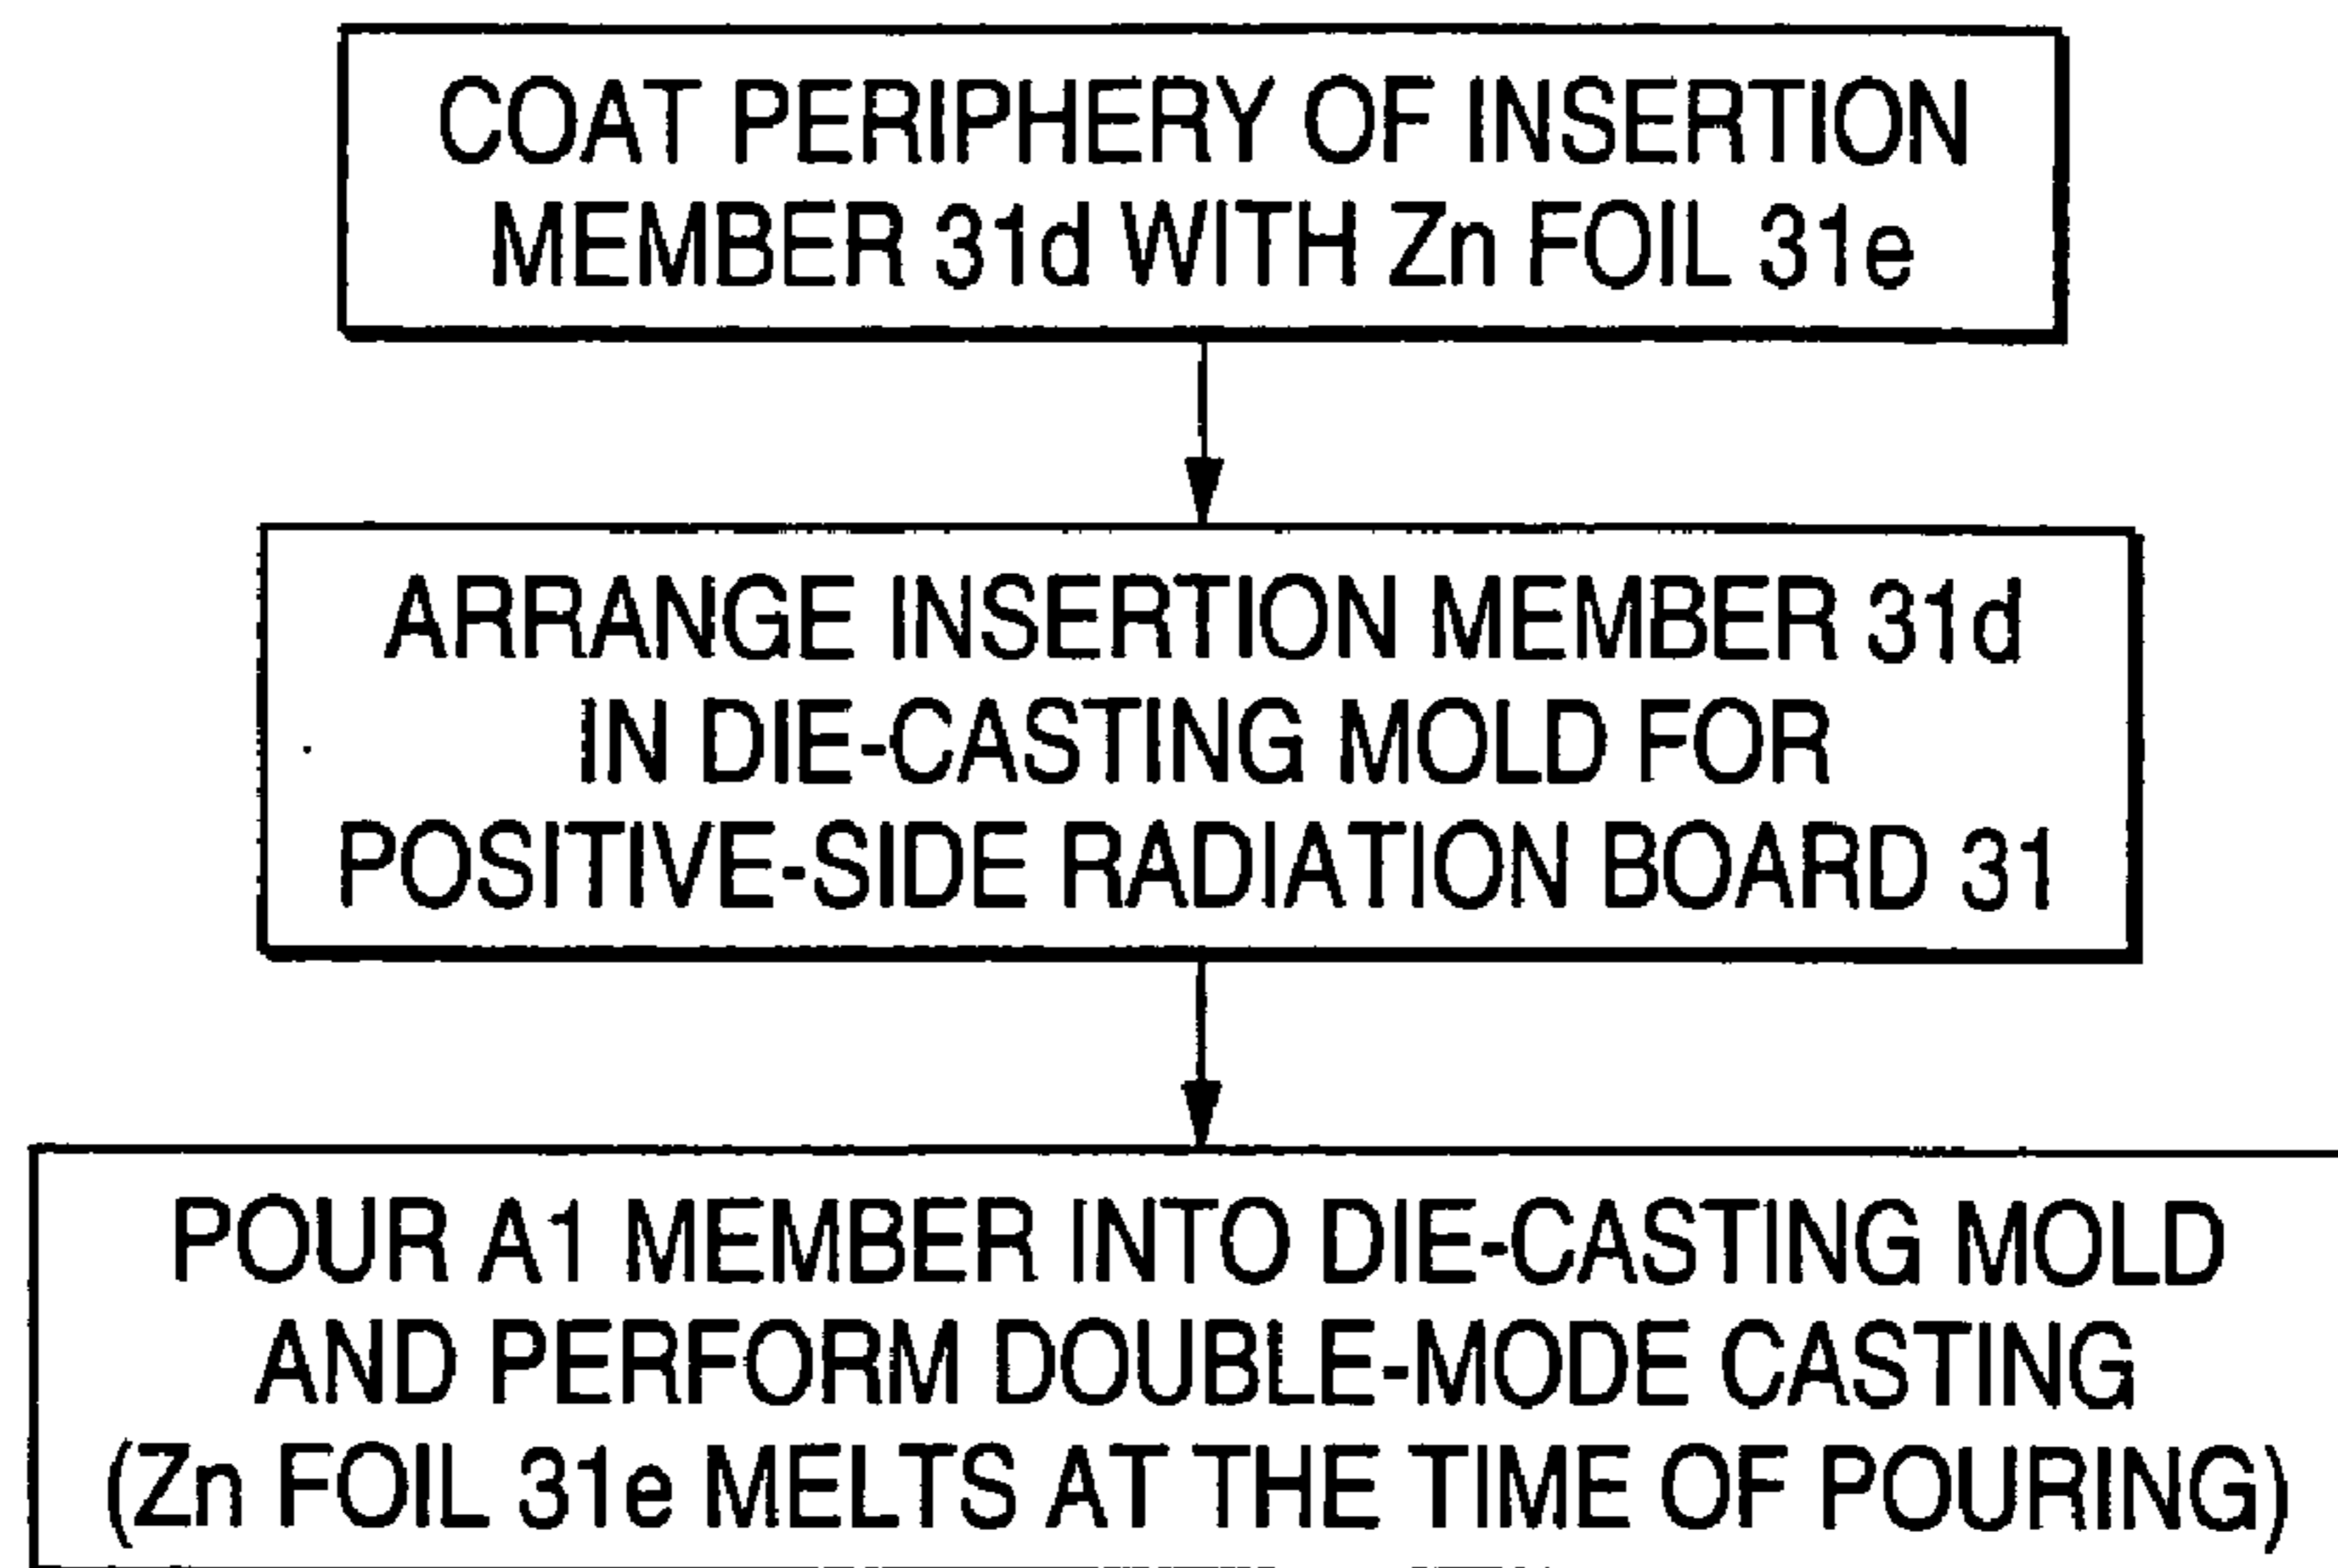 COAT PERIPHERY OF INSERTION
MEMBER 31d WITH Zn FOIL 31e
ARRANGE INSERTION MEMBER 31d
IN DIE-CASTING MOLD FOR
POSITIVE-SIDE RADIATION BOARD 31
POUR A1 MEMBER INTO DIE-CASTING MOLD
AND PERFORM DOUBLE-MODE CASTING
(Zn FOIL 31e MELTS AT THE TIME OF POURING)